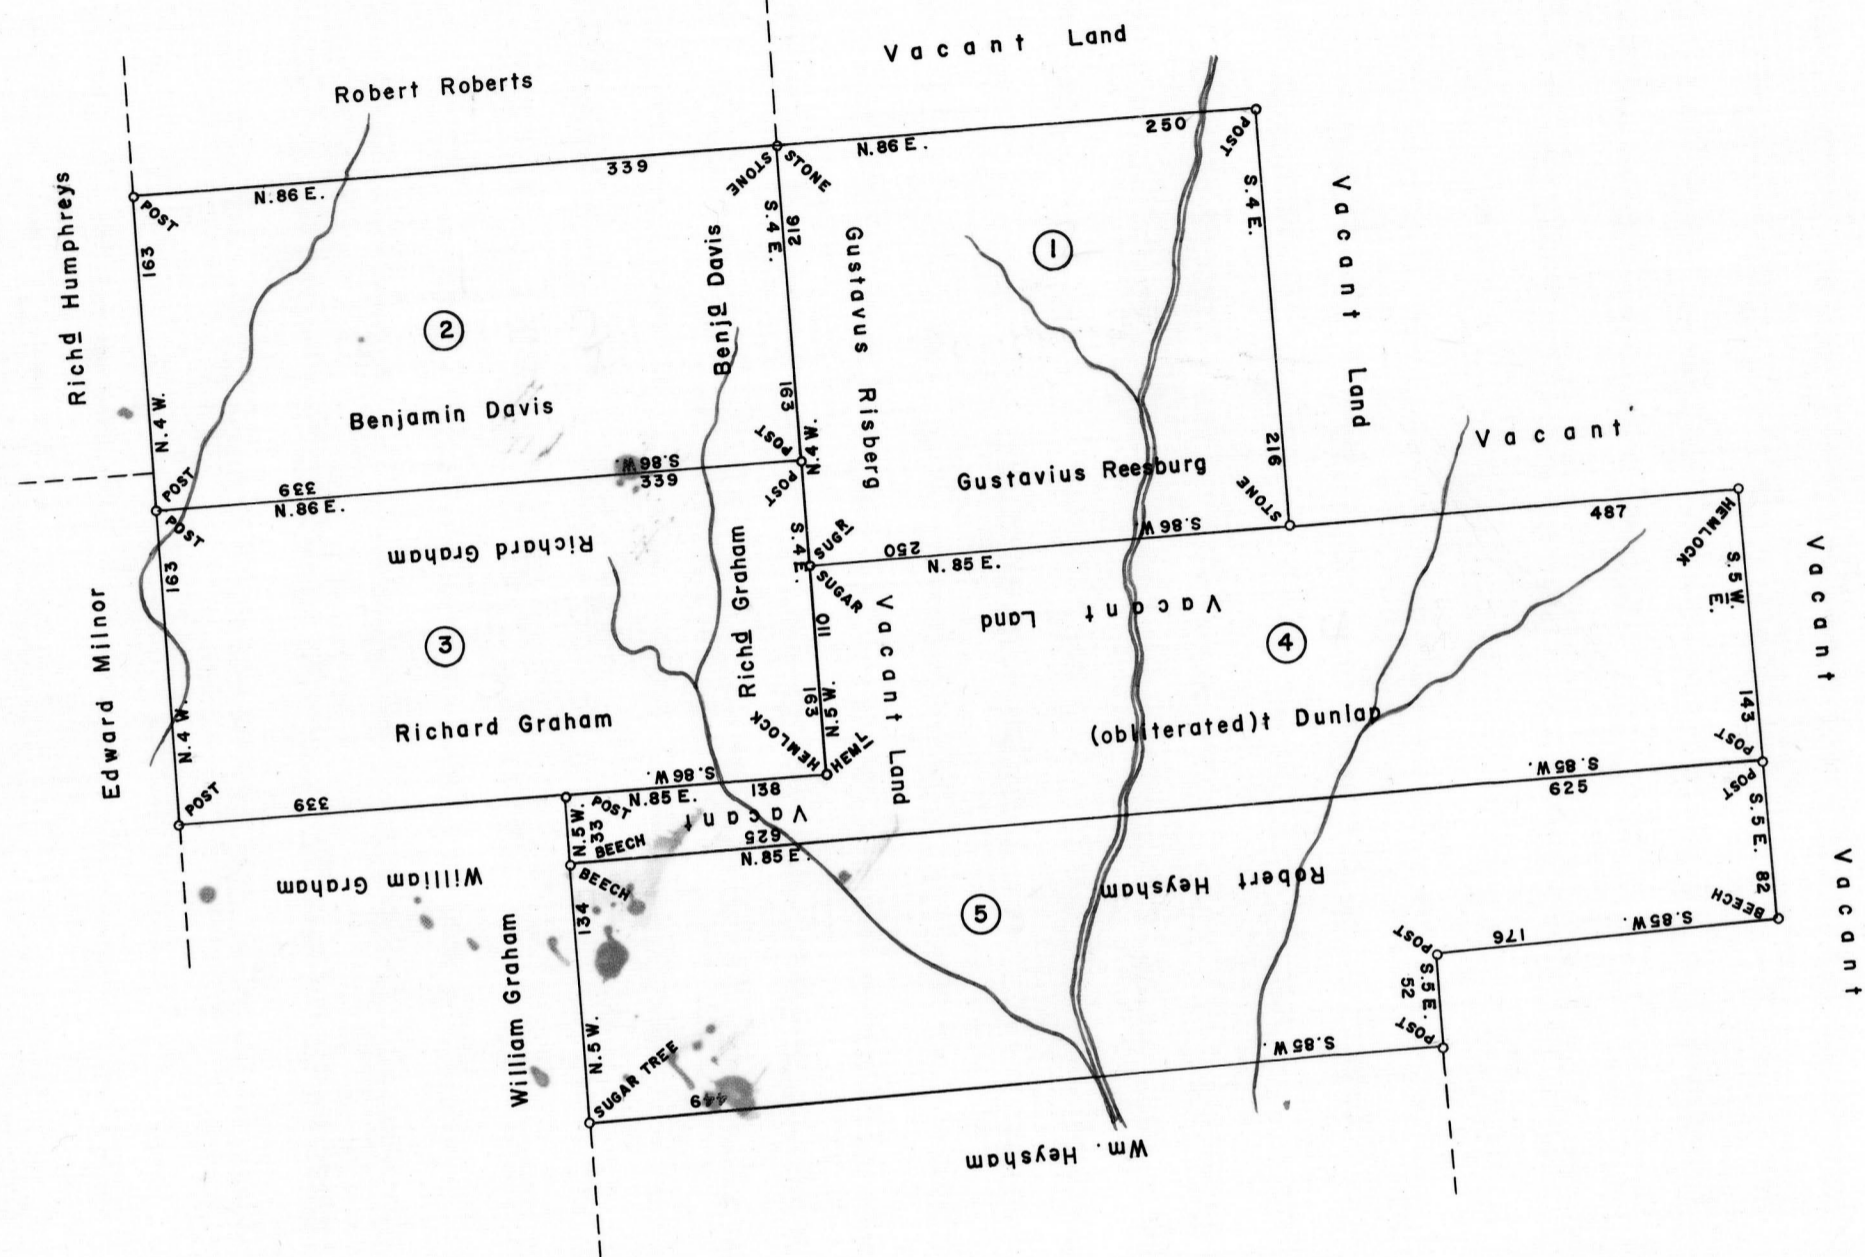 Vacant Land
Robert Roberts
250
N.86 E.
POST
339
N.86 E.
STONE
STONE
POST
Richd Humphreys
163
N.4 W.
S.4 E.
216
Benja Davis
Gustavus Risberg
1
S.4 E.
216
Vacant Land
2
Benjamin Davis
163
POST
N.4 W.
S.86 W.
339
339
N.86 E.
POST
POST
POST
Gustavius Reesburg
STONE
S.86 W.
250
N. 85 E.
SUGR
SUGAR
Vacant
487
HEMLOCK
S.5 W.
E.
143
POST
Vacant
Richard Graham
Richd Graham
S.4 E.
110
163
N.5 W.
Vacant Land
Vacant Land
4
(obliterated)t Dunlap
Edward Milnor
163
N.4 W.
3
Richard Graham
HEMLOCK
HEML
POST
339
S.86 W.
138
N.85 E.
POST
N.5 W.
33
BEECH
Vacant
625
N.85 E.
S.85 W.
625
POST
S.5 E. 82
BEECH
Vacant
William Graham
BEECH
134
5
Robert Heysham
S.85 W.
176
POST
S.5 E.
52
POST
S.85 W.
William Graham
N.5 W.
SUGAR TREE
449
Wm. Heysham